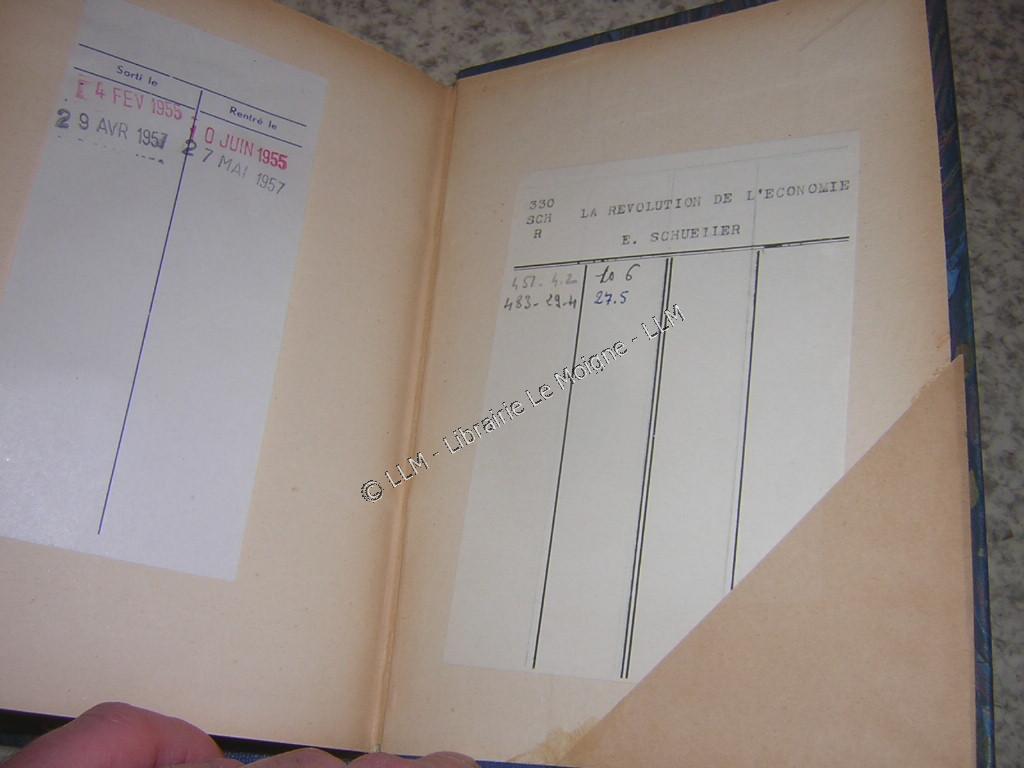 Sorti le
Rentré le
4 FEV 1955
10 JUIN 1955
29 AVR 1957
27 MAI 1957
330
SCH
R
LA REVOLUTION DE L'ECONOMIE
E. SCHUELLER
457- 4.2
10 6
483-29.4
27.5
© LLM - Librairie Le Moigne - LLM